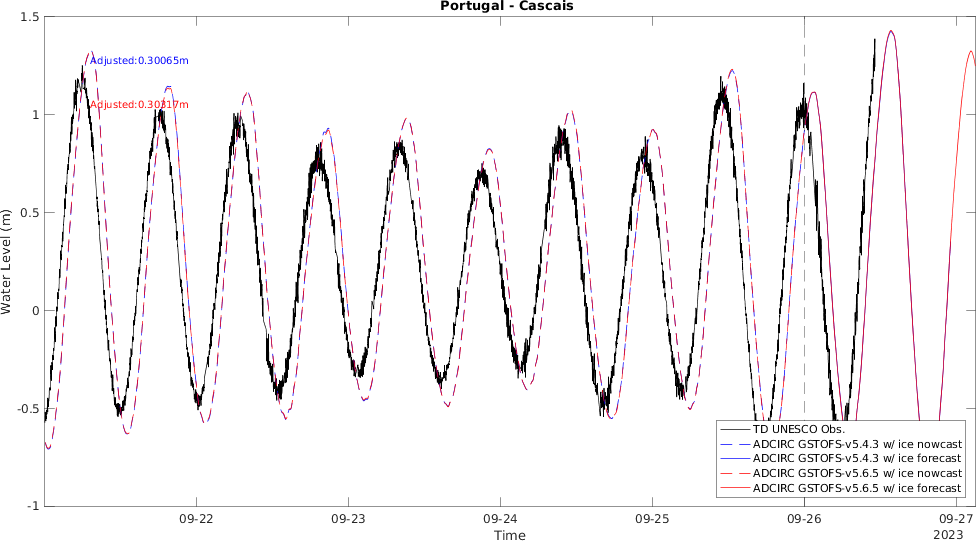 Portugal - Cascais
1.5
Adjusted:0.30065m
Adjusted:0.30317m
1
0.5
0
-0.5
-1
Water Level (m)
TD UNESCO Obs.
ADCIRC GSTOFS-v5.4.3 w/ ice nowcast
ADCIRC GSTOFS-v5.4.3 w/ ice forecast
ADCIRC GSTOFS-v5.6.5 w/ ice nowcast
ADCIRC GSTOFS-v5.6.5 w/ ice forecast
09-22 09-23 09-24 09-25 09-26 09-27
Time
2023